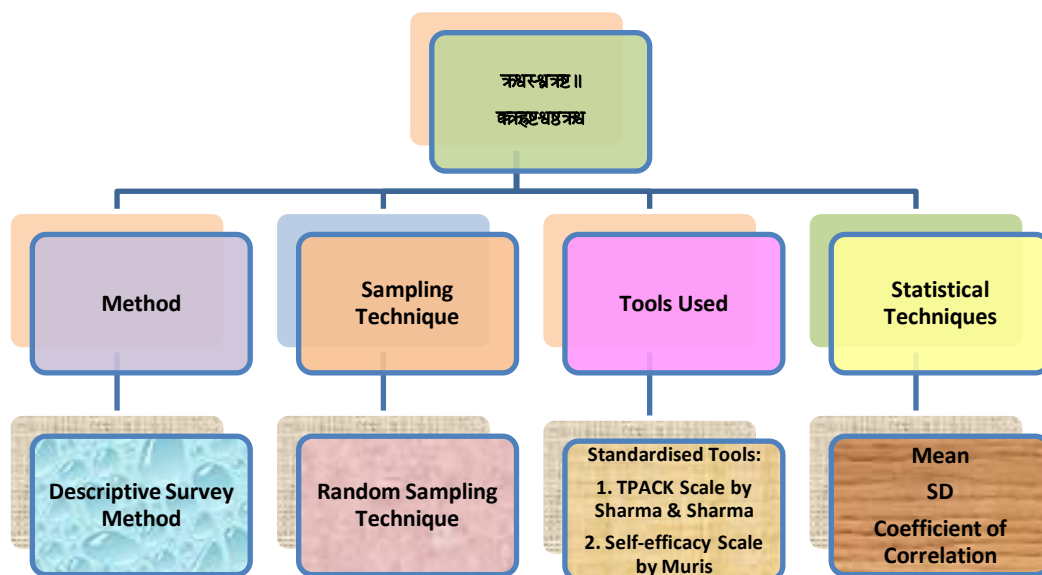 Method
Sampling
Technique
Tools Used
Statistical
Techniques
Descriptive Survey
Method
Random Sampling
Technique
Standardised Tools:
1. TPACK Scale by
Sharma & Sharma
2. Self-efficacy Scale
by Muris
Mean
SD
Coefficient of
Correlation